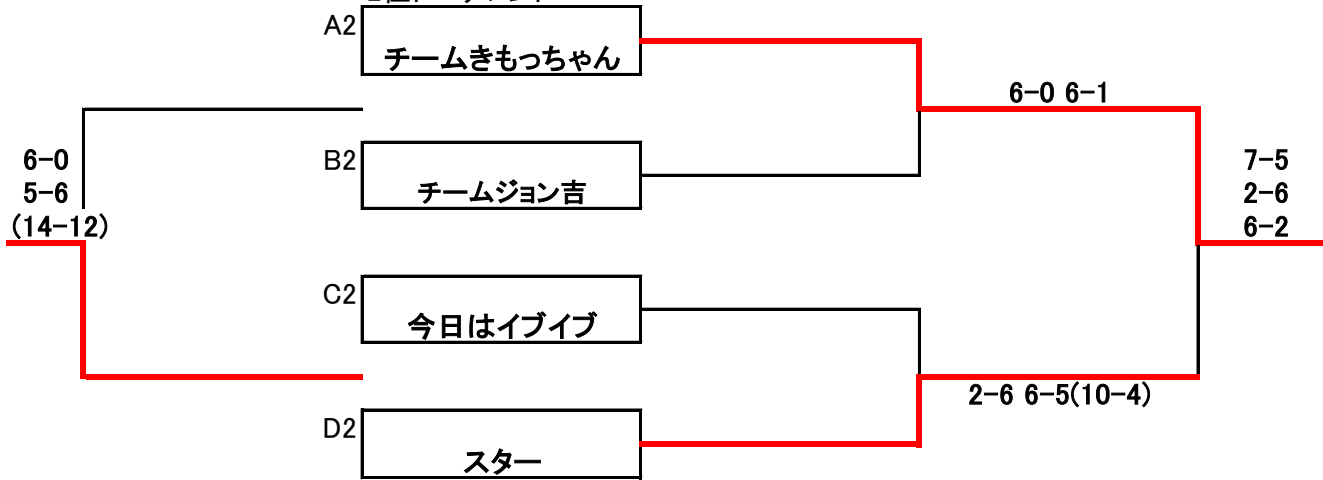 A2
チームきもっちゃん
6-0 6-1
6-0
5-6
(14-12)
B2
チームジョン吉
7-5
2-6
6-2
C2
今日はイブイブ
2-6 6-5(10-4)
D2
スター